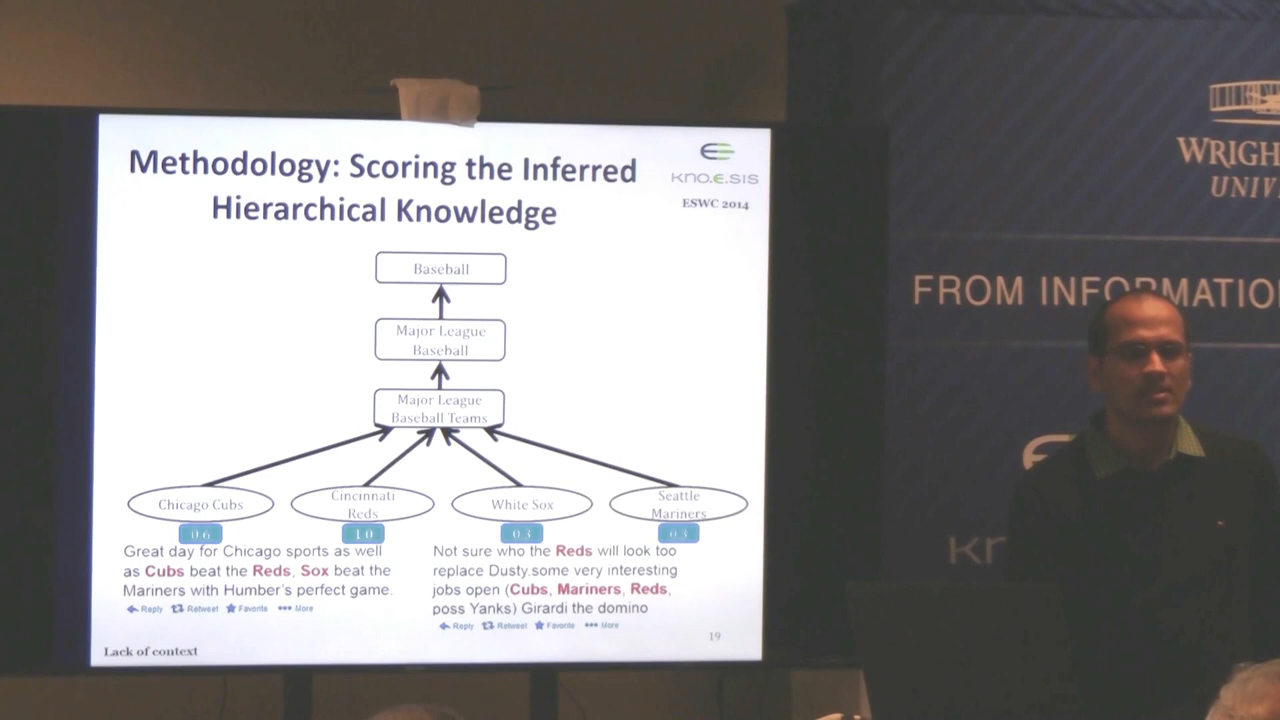 Methodology: Scoring the Inferred
Hierarchical Knowledge
kno.e.sis
ESWC 2014
Baseball
Major League
Baseball
Major League
Baseball Teams
Chicago Cubs
Cincinnati
Reds
White Sox
Seattle
Mariners
0.6
1.0
0.3
0.3
Great day for Chicago sports as well
as Cubs beat the Reds, Sox beat the
Mariners with Humber's perfect game.
Reply Retweet Favorite More
Not sure who the Reds will look too
replace Dusty.some very interesting
jobs open (Cubs, Mariners, Reds,
poss Yanks) Girardi the domino
Reply Retweet Favorite More
19
Lack of context
WRIGH
UNIV
FROM INFORMATIO
kr